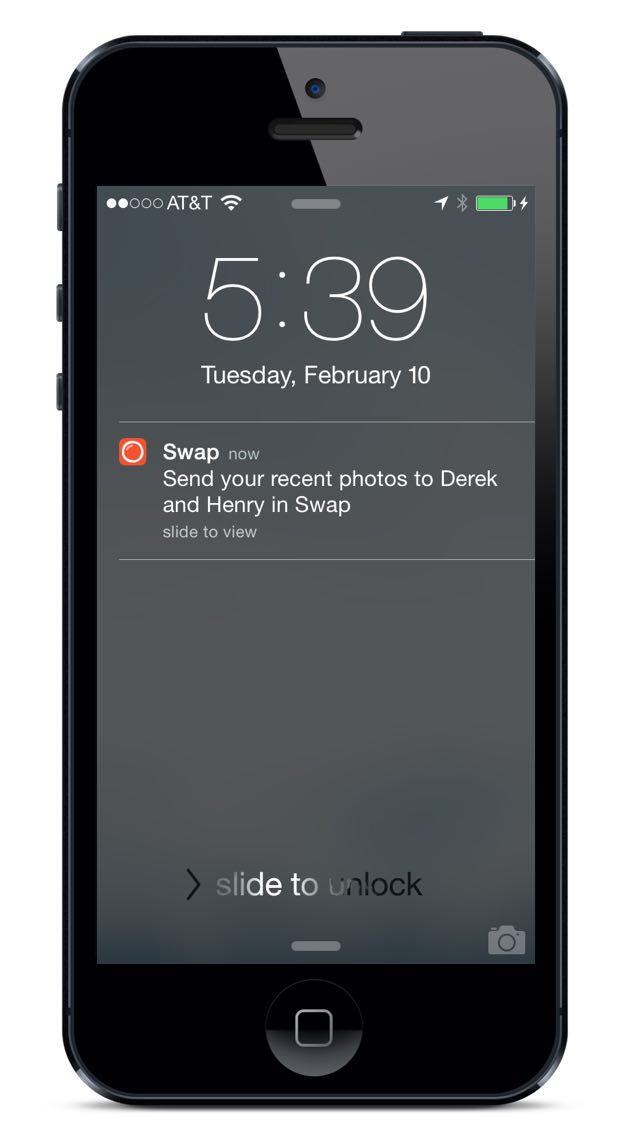 AT&T
5:39
Tuesday, February 10
Swap now
Send your recent photos to Derek
and Henry in Swap
slide to view
slide to unlock